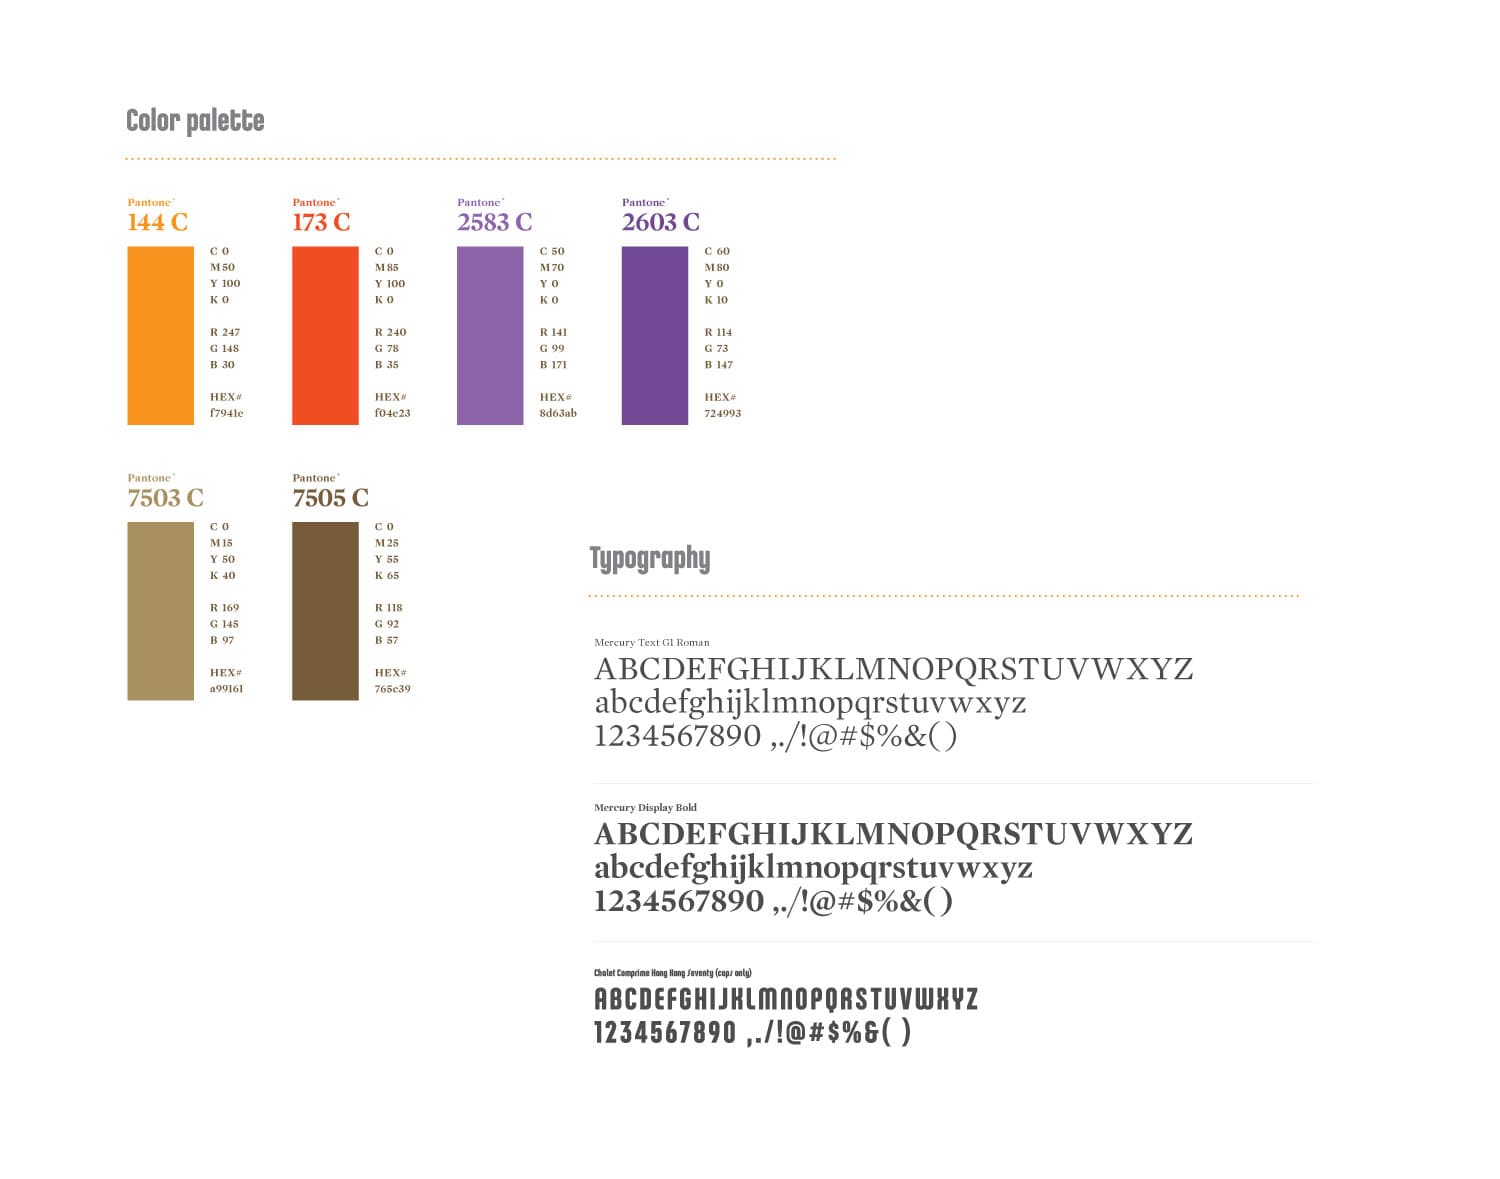 Color palette
Pantone®
144 C
C 0
M 50
Y 100
K 0
R 247
G 148
B 30
HEX#
f7941e
Pantone®
173 C
C 0
M 85
Y 100
K 0
R 240
G 78
B 35
HEX#
f04e23
Pantone®
2583 C
C 50
M 70
Y 0
K 0
R 141
G 99
B 171
HEX#
8d63ab
Pantone®
2603 C
C 60
M 80
Y 0
K 10
R 114
G 73
B 147
HEX#
724993
Pantone®
7503 C
C 0
M 15
Y 50
K 40
R 169
G 145
B 97
HEX#
a99161
Pantone®
7505 C
C 0
M 25
Y 55
K 65
R 118
G 92
B 57
HEX#
765c39
Typography
Mercury Text G1 Roman
ABCDEFGHIJKLMNOPQRSTUVWXYZ
abcdefghijklmnopqrstuvwxyz
1234567890 ,./!@#$%&( )
Mercury Display Bold
ABCDEFGHIJKLMNOPQRSTUVWXYZ
abcdefghijklmnopqrstuvwxyz
1234567890 ,./!@#$%&( )
Chalet Comprime Hong Kong Seventy (caps only)
ABCDEFGHIJKLMNOPQRSTUVWXYZ
1234567890 ,./!@#$%&( )